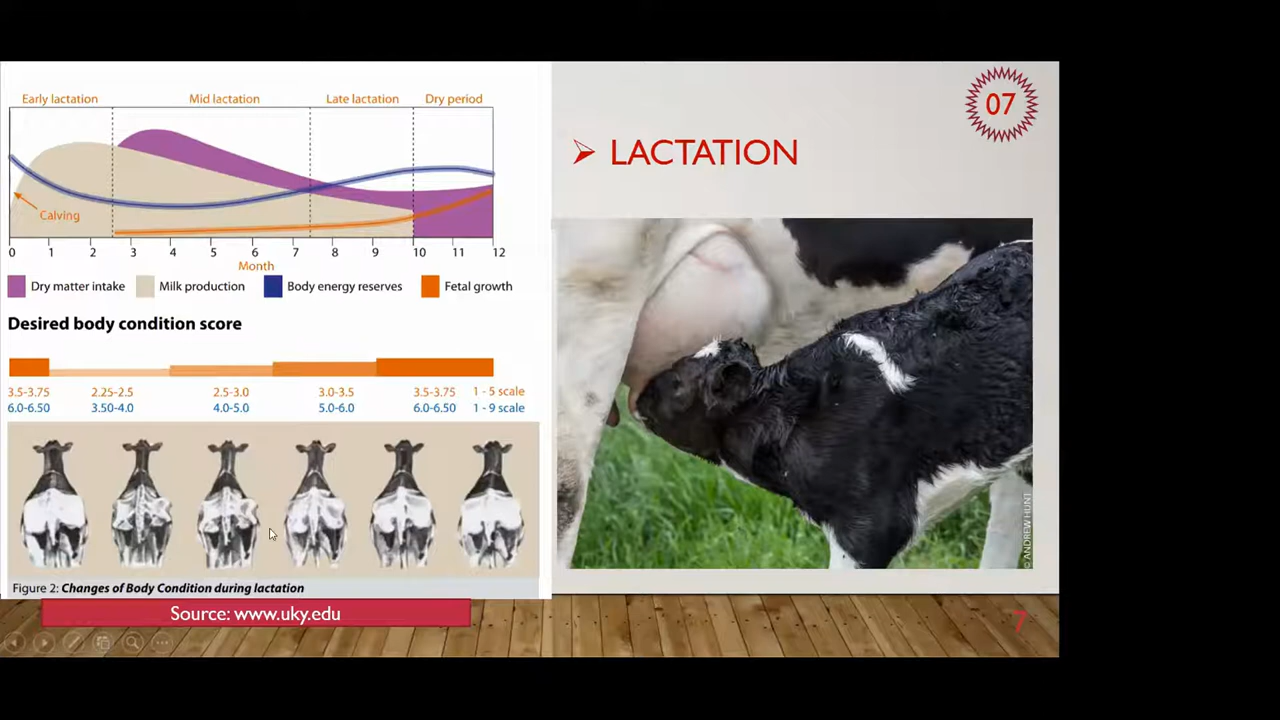 Early lactation Mid lactation Late lactation Dry period
Calving
0 1 2 3 4 5 6 7 8 9 10 11 12
Month
Dry matter intake Milk production Body energy reserves Fetal growth
Desired body condition score
3.5-3.75 2.25-2.5 2.5-3.0 3.0-3.5 3.5-3.75 1 - 5 scale
6.0-6.50 3.50-4.0 4.0-5.0 5.0-6.0 6.0-6.50 1 - 9 scale
Figure 2: Changes of Body Condition during lactation
Source: www.uky.edu
07
LACTATION
© ANDREW HUNT
7